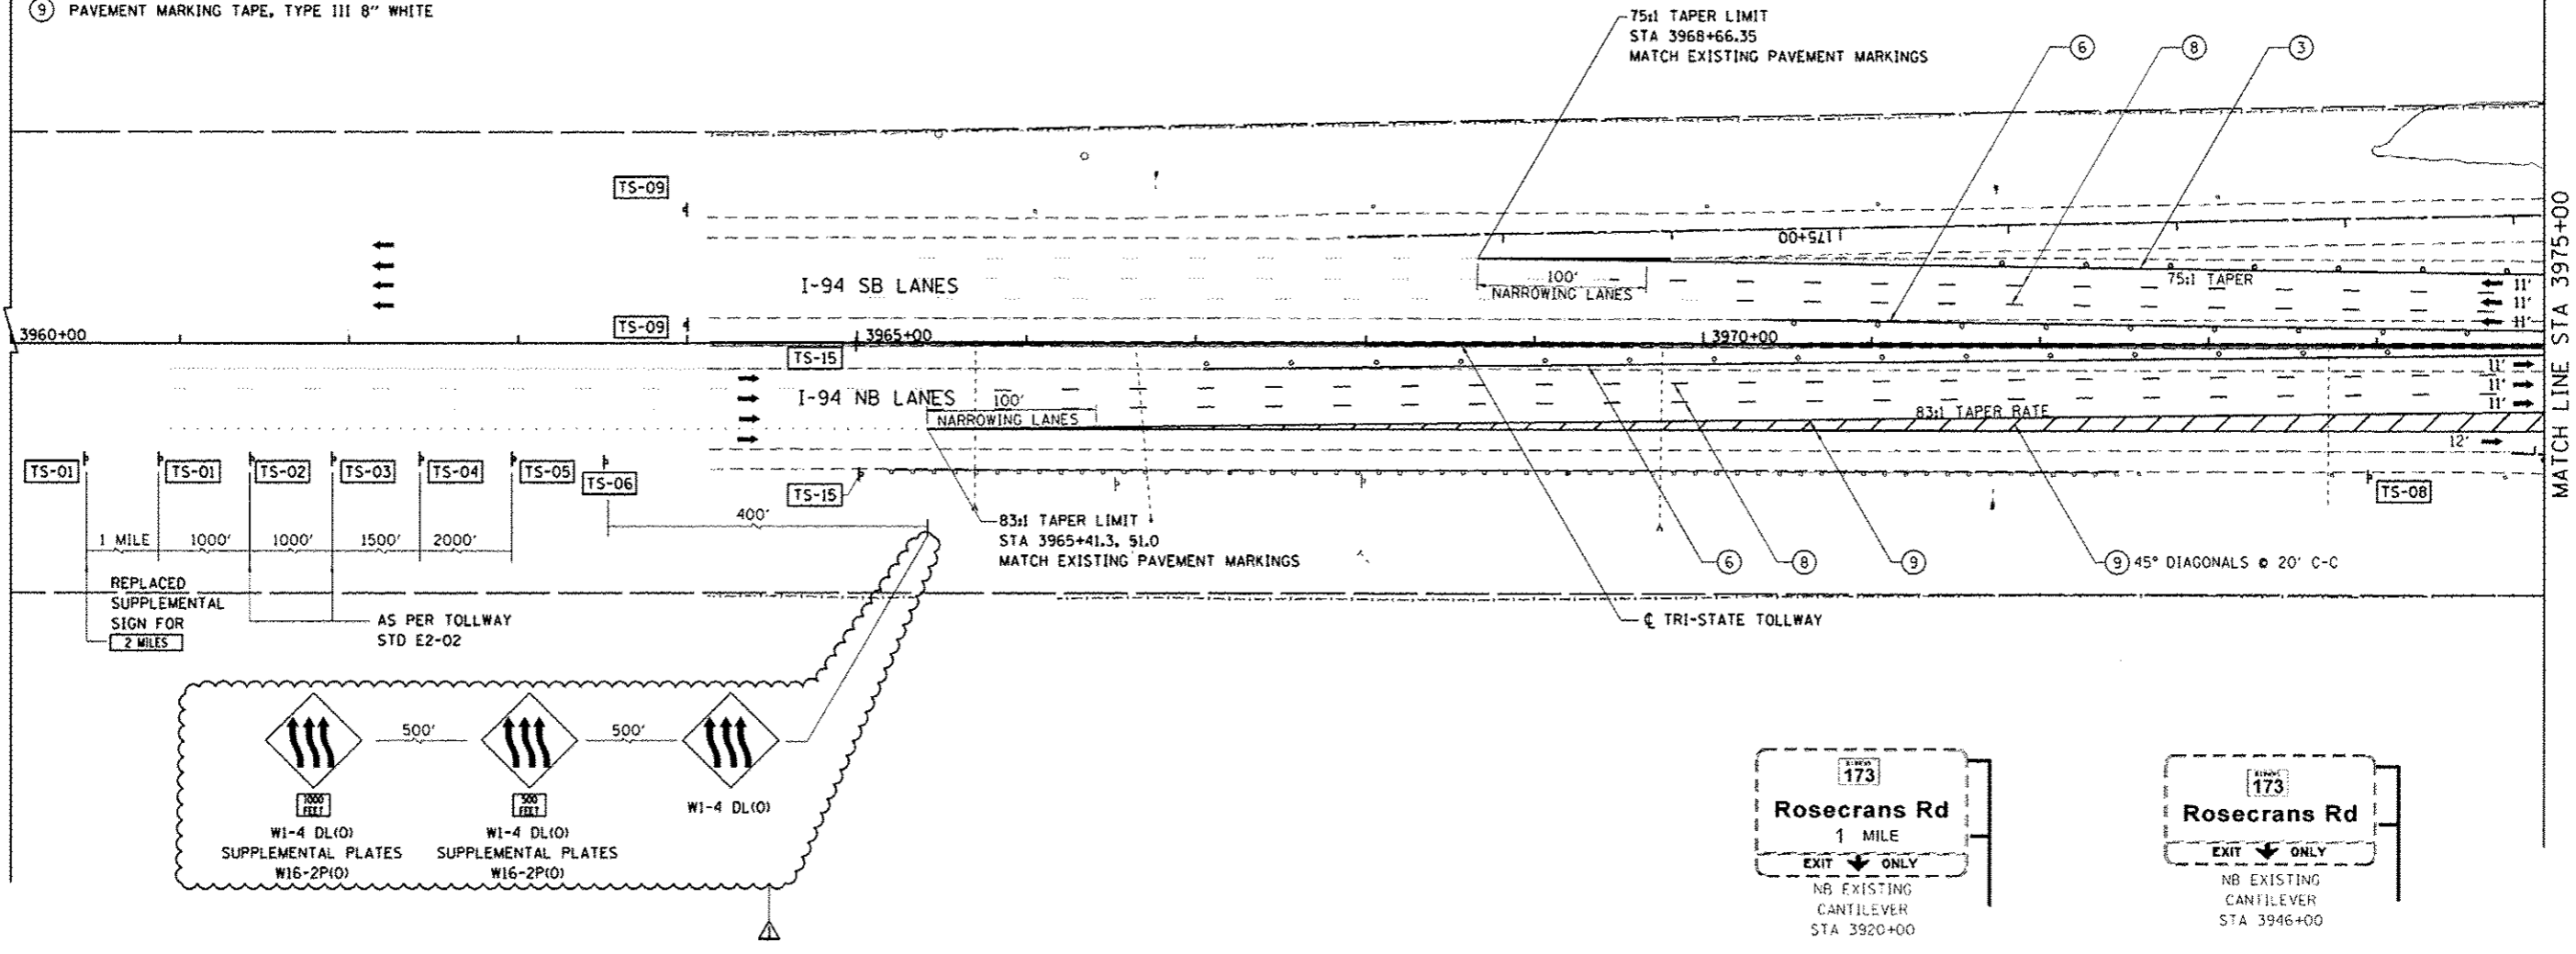 9 PAVEMENT MARKING TAPE, TYPE III 8" WHITE
75:1 TAPER LIMIT
STA 3968+66.35
MATCH EXISTING PAVEMENT MARKINGS
6
8
3
TS-09
1175+00
I-94 SB LANES
100'
NARROWING LANES
75:1 TAPER
11'
11'
11'
TS-09
3960+00
3965+00
3970+00
MATCH LINE STA 3975+00
TS-15
I-94 NB LANES
100'
NARROWING LANES
83:1 TAPER RATE
11'
11'
11'
12'
TS-01
TS-01
TS-02
TS-03
TS-04
TS-05
TS-06
TS-15
TS-08
400'
1 MILE
1000'
1000'
1500'
2000'
83:1 TAPER LIMIT
STA 3965+41.3, 51.0
MATCH EXISTING PAVEMENT MARKINGS
6
8
9
9 45° DIAGONALS @ 20' C-C
REPLACED
SUPPLEMENTAL
SIGN FOR
2 MILES
AS PER TOLLWAY
STD E2-02
℄ TRI-STATE TOLLWAY
500'
500'
1000
FEET
500
FEET
W1-4 DL(O)
SUPPLEMENTAL PLATES
W16-2P(O)
W1-4 DL(O)
SUPPLEMENTAL PLATES
W16-2P(O)
W1-4 DL(O)
1
ILLINOIS
173
Rosecrans Rd
1 MILE
EXIT ONLY
NB EXISTING
CANTILEVER
STA 3920+00
ILLINOIS
173
Rosecrans Rd
EXIT ONLY
NB EXISTING
CANTILEVER
STA 3946+00